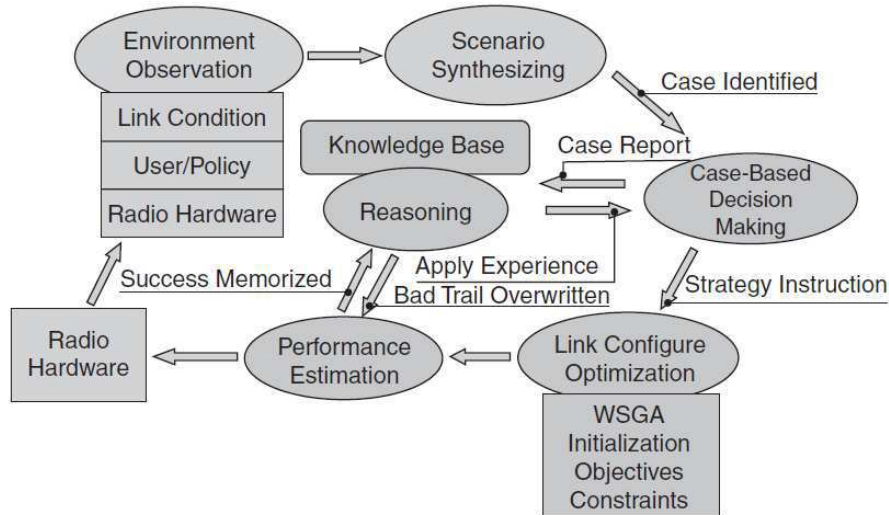 Environment
Observation
Scenario
Synthesizing
Case Identified
Link Condition
User/Policy
Radio Hardware
Knowledge Base
Reasoning
Case Report
Case-Based
Decision
Making
Apply Experience
Success Memorized
Bad Trail Overwritten
Strategy Instruction
Radio
Hardware
Performance
Estimation
Link Configure
Optimization
WSGA
Initialization
Objectives
Constraints